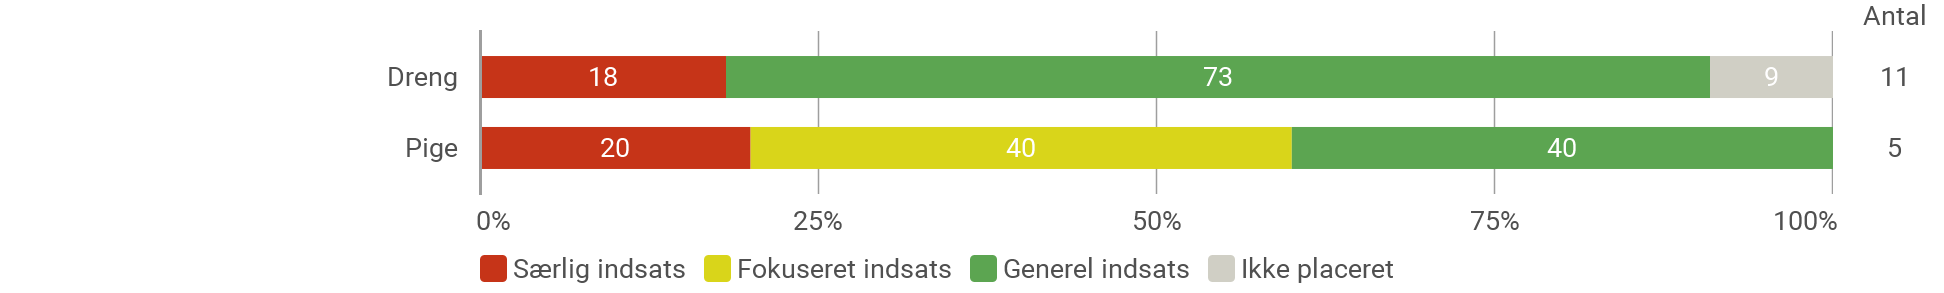 Antal
Dreng 18 73 9 11
Pige 20 40 40 5
0% 25% 50% 75% 100%
Særlig indsats Fokuseret indsats Generel indsats Ikke placeret